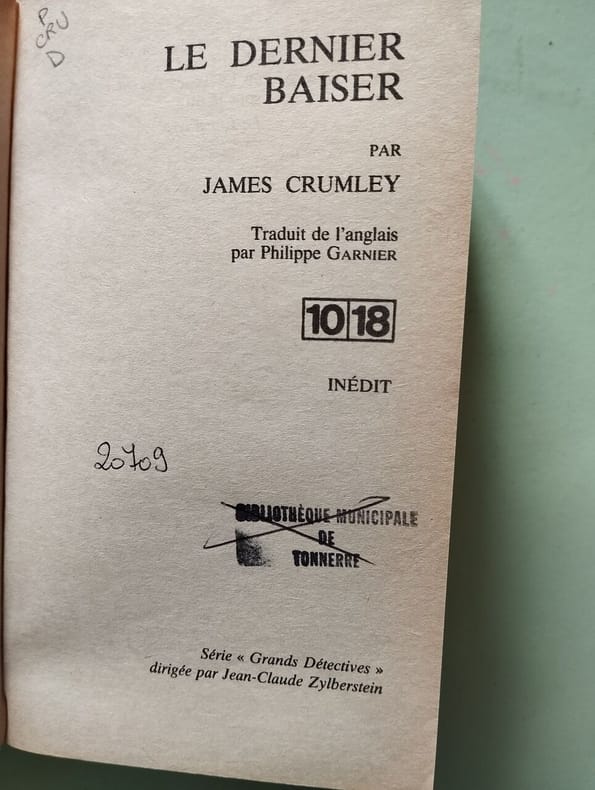 P
CRU
D
LE DERNIER
BAISER
PAR
JAMES CRUMLEY
Traduit de l'anglais
par Philippe GARNIER
10 18
INÉDIT
20709
BIBLIOTHÈQUE MUNICIPALE
DE
TONNERRE
Série « Grands Détectives »
dirigée par Jean-Claude Zylberstein